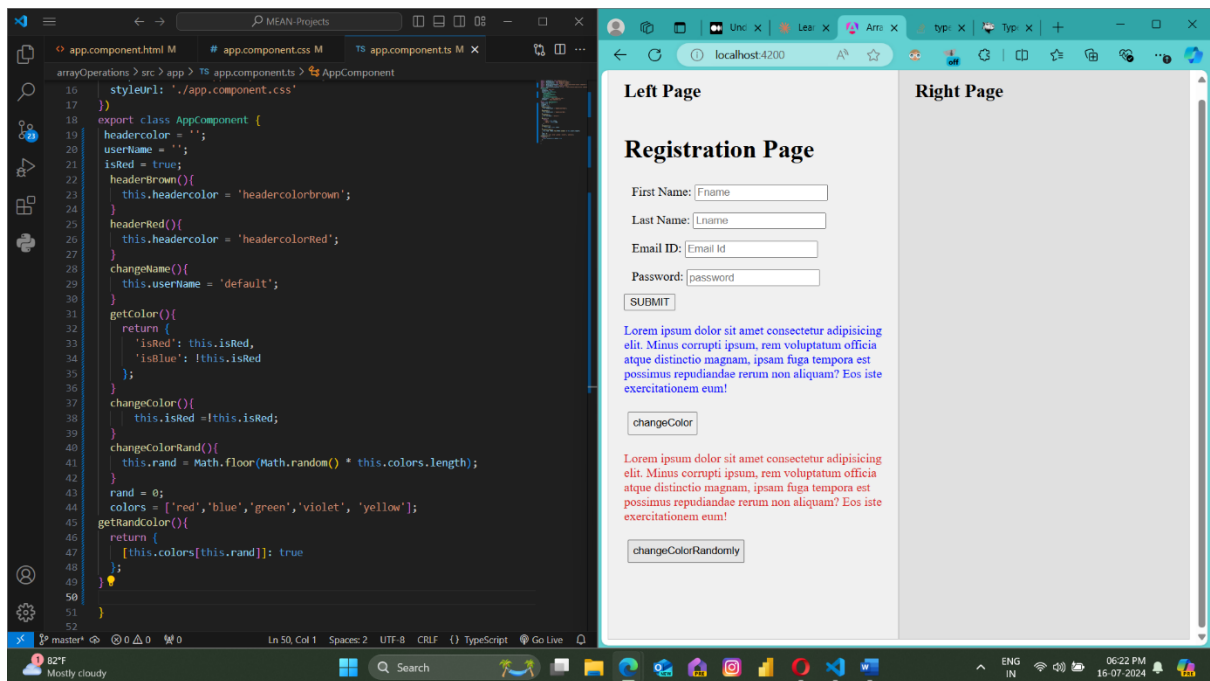 MEAN-Projects
app.component.html M
# app.component.css M
TS app.component.ts M
arrayOperations > src > app > TS app.component.ts > AppComponent
16 styleUrl: './app.component.css'
17 })
18 export class AppComponent {
19 headercolor = '';
20 userName = '';
21 isRed = true;
22 headerBrown(){
23 this.headercolor = 'headercolorbrown';
24 }
25 headerRed(){
26 this.headercolor = 'headercolorRed';
27 }
28 changeName(){
29 this.userName = 'default';
30 }
31 getColor(){
32 return {
33 'isRed': this.isRed,
34 'isBlue': !this.isRed
35 };
36 }
37 changeColor(){
38 this.isRed =!this.isRed;
39 }
40 changeColorRand(){
41 this.rand = Math.floor(Math.random() * this.colors.length);
42 }
43 rand = 0;
44 colors = ['red','blue','green','violet', 'yellow'];
45 getRandColor(){
46 return {
47 [this.colors[this.rand]]: true
48 };
49 }
50
51 }
52
23
master* 0 0 0 Ln 50, Col 1 Spaces: 2 UTF-8 CRLF {} TypeScript Go Live
Und
Lear
Arra
type
Type
localhost:4200
off
Left Page
Right Page
Registration Page
First Name: Fname
Last Name: Lname
Email ID: Email Id
Password: password
SUBMIT
Lorem ipsum dolor sit amet consectetur adipisicing
elit. Minus corrupti ipsum, rem voluptatum officia
atque distinctio magnam, ipsam fuga tempora est
possimus repudiandae rerum non aliquam? Eos iste
exercitationem eum!
changeColor
Lorem ipsum dolor sit amet consectetur adipisicing
elit. Minus corrupti ipsum, rem voluptatum officia
atque distinctio magnam, ipsam fuga tempora est
possimus repudiandae rerum non aliquam? Eos iste
exercitationem eum!
changeColorRandomly
1
82°F
Mostly cloudy
Search
ENG
IN
06:22 PM
16-07-2024